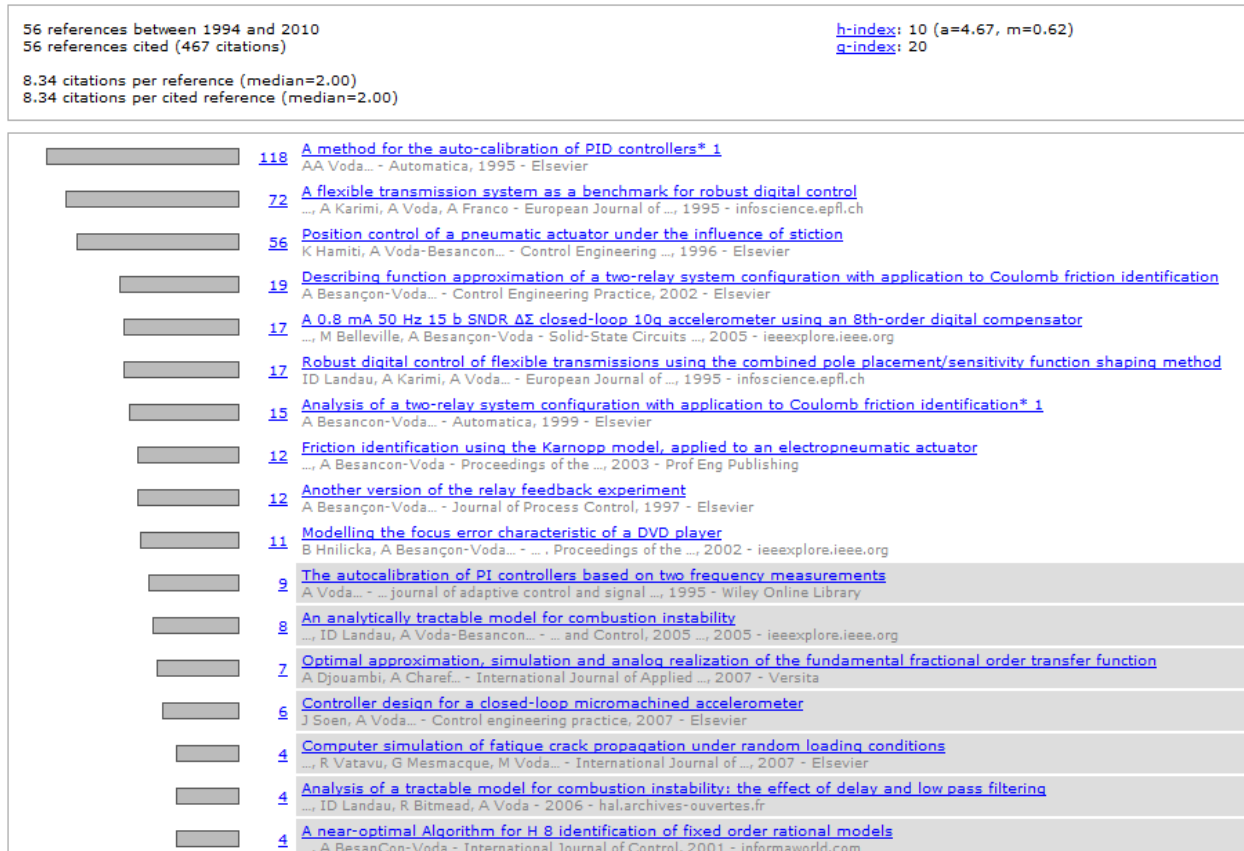 56 references between 1994 and 2010
56 references cited (467 citations)
h-index: 10 (a=4.67, m=0.62)
g-index: 20
8.34 citations per reference (median=2.00)
8.34 citations per cited reference (median=2.00)
118 A method for the auto-calibration of PID controllers* 1
AA Voda... - Automatica, 1995 - Elsevier
72 A flexible transmission system as a benchmark for robust digital control
..., A Karimi, A Voda, A Franco - European Journal of ..., 1995 - infoscience.epfl.ch
56 Position control of a pneumatic actuator under the influence of stiction
K Hamiti, A Voda-Besancon... - Control Engineering ..., 1996 - Elsevier
19 Describing function approximation of a two-relay system configuration with application to Coulomb friction identification
A Besançon-Voda... - Control Engineering Practice, 2002 - Elsevier
17 A 0.8 mA 50 Hz 15 b SNDR ΔΣ closed-loop 10g accelerometer using an 8th-order digital compensator
..., M Belleville, A Besançon-Voda - Solid-State Circuits ..., 2005 - ieeexplore.ieee.org
17 Robust digital control of flexible transmissions using the combined pole placement/sensitivity function shaping method
ID Landau, A Karimi, A Voda... - European Journal of ..., 1995 - infoscience.epfl.ch
15 Analysis of a two-relay system configuration with application to Coulomb friction identification* 1
A Besancon-Voda... - Automatica, 1999 - Elsevier
12 Friction identification using the Karnopp model, applied to an electropneumatic actuator
..., A Besancon-Voda - Proceedings of the ..., 2003 - Prof Eng Publishing
12 Another version of the relay feedback experiment
A Besançon-Voda... - Journal of Process Control, 1997 - Elsevier
11 Modelling the focus error characteristic of a DVD player
B Hnilicka, A Besançon-Voda... - ... . Proceedings of the ..., 2002 - ieeexplore.ieee.org
9 The autocalibration of PI controllers based on two frequency measurements
A Voda... - ... journal of adaptive control and signal ..., 1995 - Wiley Online Library
8 An analytically tractable model for combustion instability
..., ID Landau, A Voda-Besancon... - ... and Control, 2005 ..., 2005 - ieeexplore.ieee.org
7 Optimal approximation, simulation and analog realization of the fundamental fractional order transfer function
A Djouambi, A Charef... - International Journal of Applied ..., 2007 - Versita
6 Controller design for a closed-loop micromachined accelerometer
J Soen, A Voda... - Control engineering practice, 2007 - Elsevier
4 Computer simulation of fatigue crack propagation under random loading conditions
..., R Vatavu, G Mesmacque, M Voda... - International Journal of ..., 2007 - Elsevier
4 Analysis of a tractable model for combustion instability: the effect of delay and low pass filtering
..., ID Landau, R Bitmead, A Voda - 2006 - hal.archives-ouvertes.fr
4 A near-optimal Algorithm for H 8 identification of fixed order rational models
..., A BesanCon-Voda - International Journal of Control, 2001 - informaworld.com